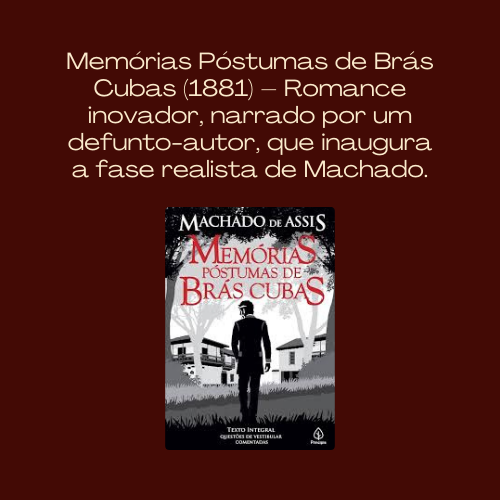 Memórias Póstumas de Brás
Cubas (1881) – Romance
inovador, narrado por um
defunto-autor, que inaugura
a fase realista de Machado.
MACHADO DE ASSIS
MEMÓRIAS
PÓSTUMAS DE
BRÁS CUBAS
TEXTO INTEGRAL
QUESTÕES DE VESTIBULAR
COMENTADAS
Principis